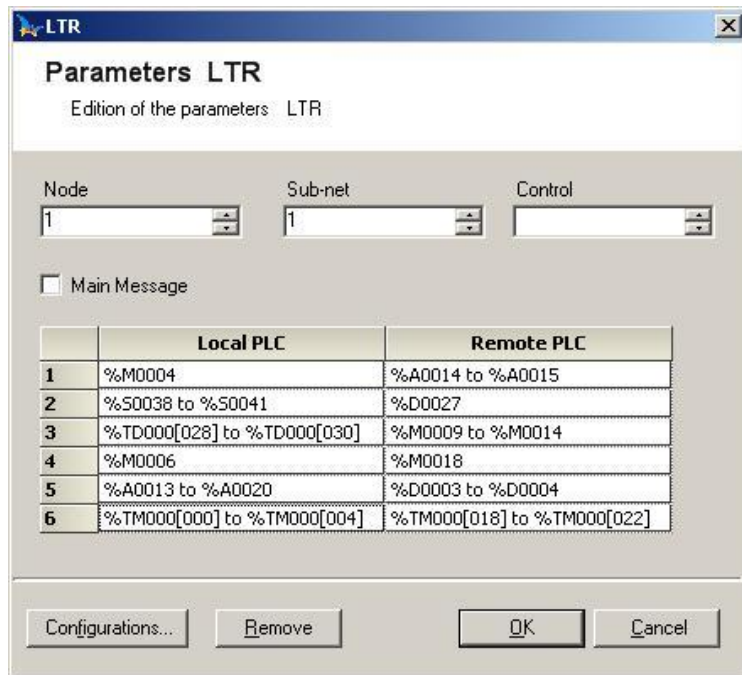 LTR
Parameters LTR
Edition of the parameters LTR
Node Sub-net Control
1 1
Main Message
Local PLC Remote PLC
1 %M0004 %A0014 to %A0015
2 %S0038 to %S0041 %D0027
3 %TD000[028] to %TD000[030] %M0009 to %M0014
4 %M0006 %M0018
5 %A0013 to %A0020 %D0003 to %D0004
6 %TM000[000] to %TM000[004] %TM000[018] to %TM000[022]
Configurations... Remove OK Cancel